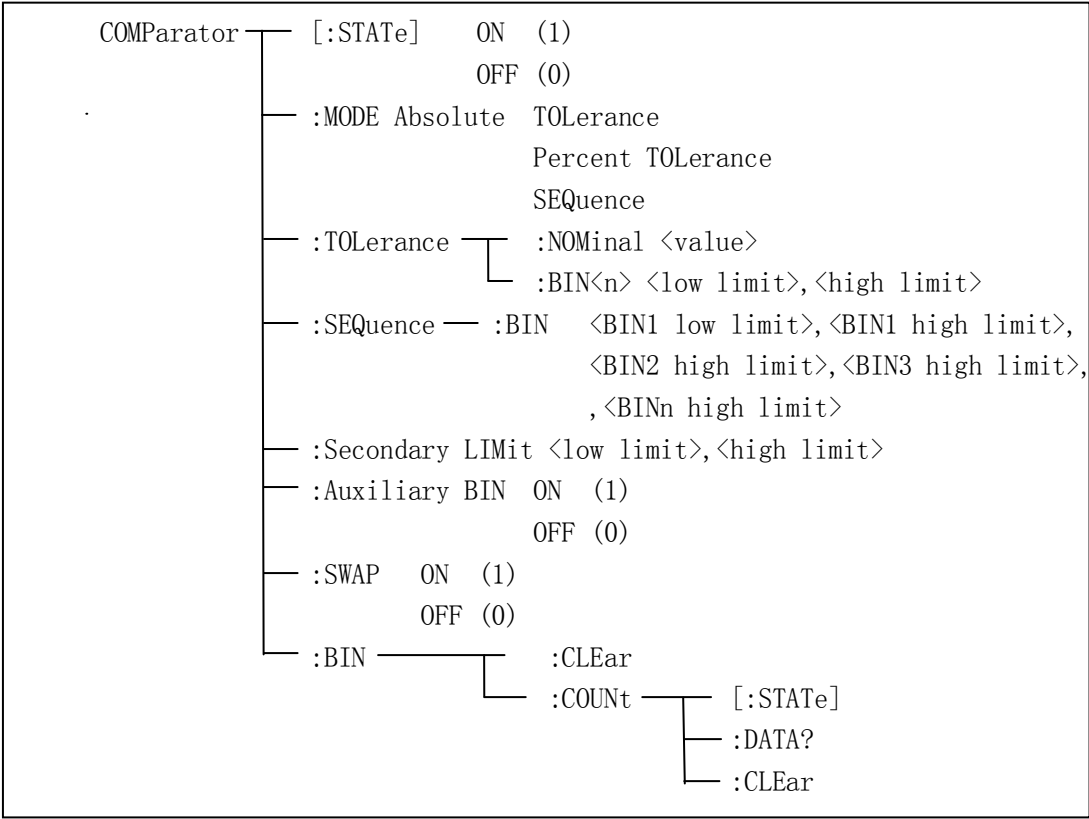 COMParator [:STATe] ON (1)
OFF (0)
:MODE Absolute TOLerance
Percent TOLerance
SEQuence
:TOLerance :NOMinal <value>
:BIN<n> <low limit>,<high limit>
:SEQuence :BIN <BIN1 low limit>,<BIN1 high limit>,
<BIN2 high limit>,<BIN3 high limit>,
,<BINn high limit>
:Secondary LIMit <low limit>,<high limit>
:Auxiliary BIN ON (1)
OFF (0)
:SWAP ON (1)
OFF (0)
:BIN :CLEar
:COUNt [:STATe]
:DATA?
:CLEar